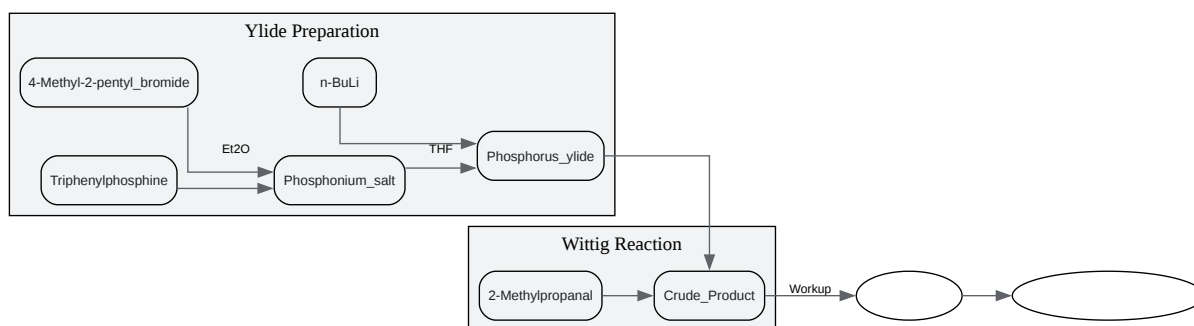 Ylide Preparation
4-Methyl-2-pentyl_bromide
n-BuLi
Et2O
THF
Phosphorus_ylide
Triphenylphosphine
Phosphonium_salt
Wittig Reaction
2-Methylpropanal
Crude_Product
Workup